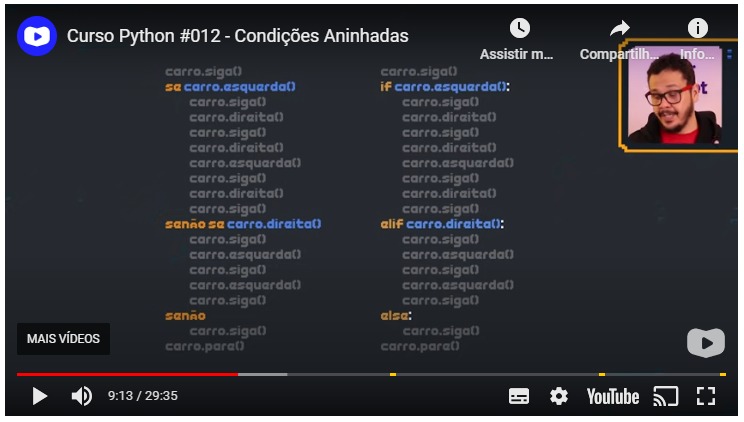 Curso Python #012 - Condições Aninhadas
Assistir m...
Compartilh...
Info...
carro.siga()
se carro.esquerda()
carro.siga()
carro.direita()
carro.siga()
carro.direita()
carro.esquerda()
carro.siga()
carro.direita()
carro.siga()
senão se carro.direita()
carro.siga()
carro.esquerda()
carro.siga()
carro.esquerda()
carro.siga()
senão
carro.siga()
carro.para()
carro.siga()
if carro.esquerda():
carro.siga()
carro.direita()
carro.siga()
carro.direita()
carro.esquerda()
carro.siga()
carro.direita()
carro.siga()
elif carro.direita():
carro.siga()
carro.esquerda()
carro.siga()
carro.esquerda()
carro.siga()
else:
carro.siga()
carro.para()
MAIS VÍDEOS
9:13 / 29:35
YouTube